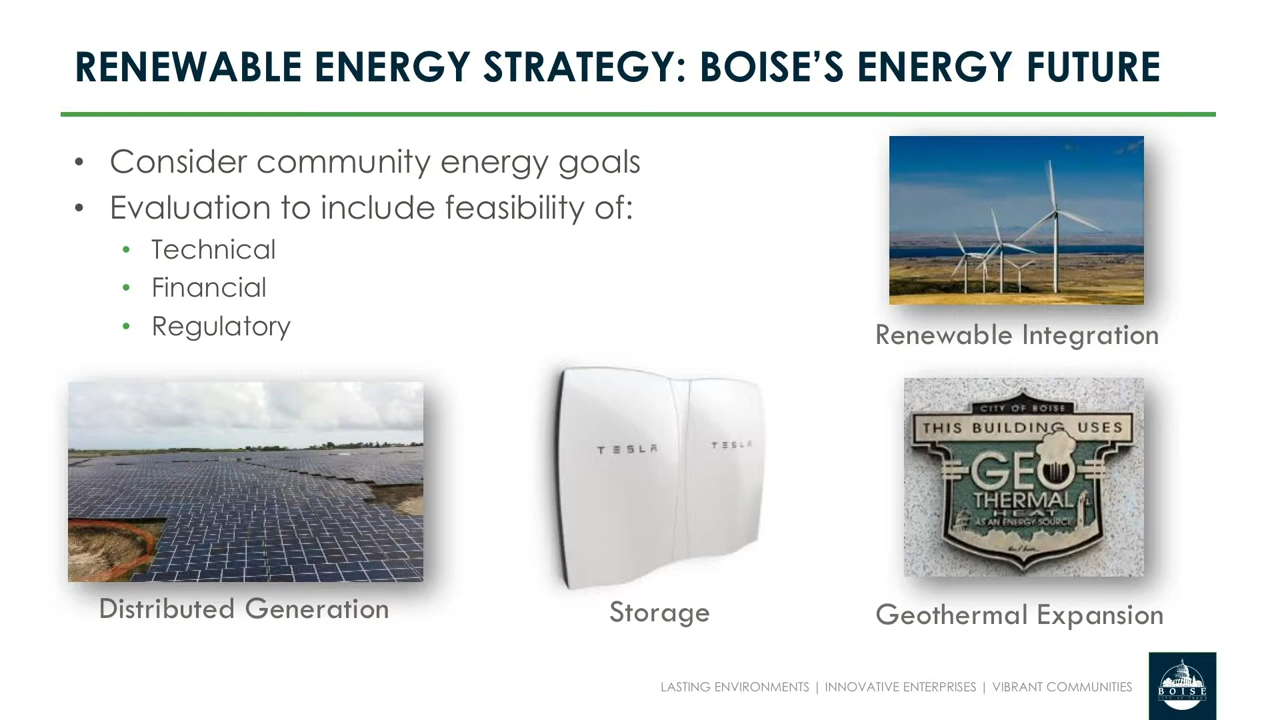 RENEWABLE ENERGY STRATEGY: BOISE’S ENERGY FUTURE
• Consider community energy goals
• Evaluation to include feasibility of:
• Technical
• Financial
• Regulatory
Renewable Integration
TESLA TESLA
CITY OF BOISE
THIS BUILDING USES
GEO
THERMAL
HEAT
AS AN ENERGY SOURCE
Distributed Generation
Storage
Geothermal Expansion
LASTING ENVIRONMENTS | INNOVATIVE ENTERPRISES | VIBRANT COMMUNITIES
BOISE